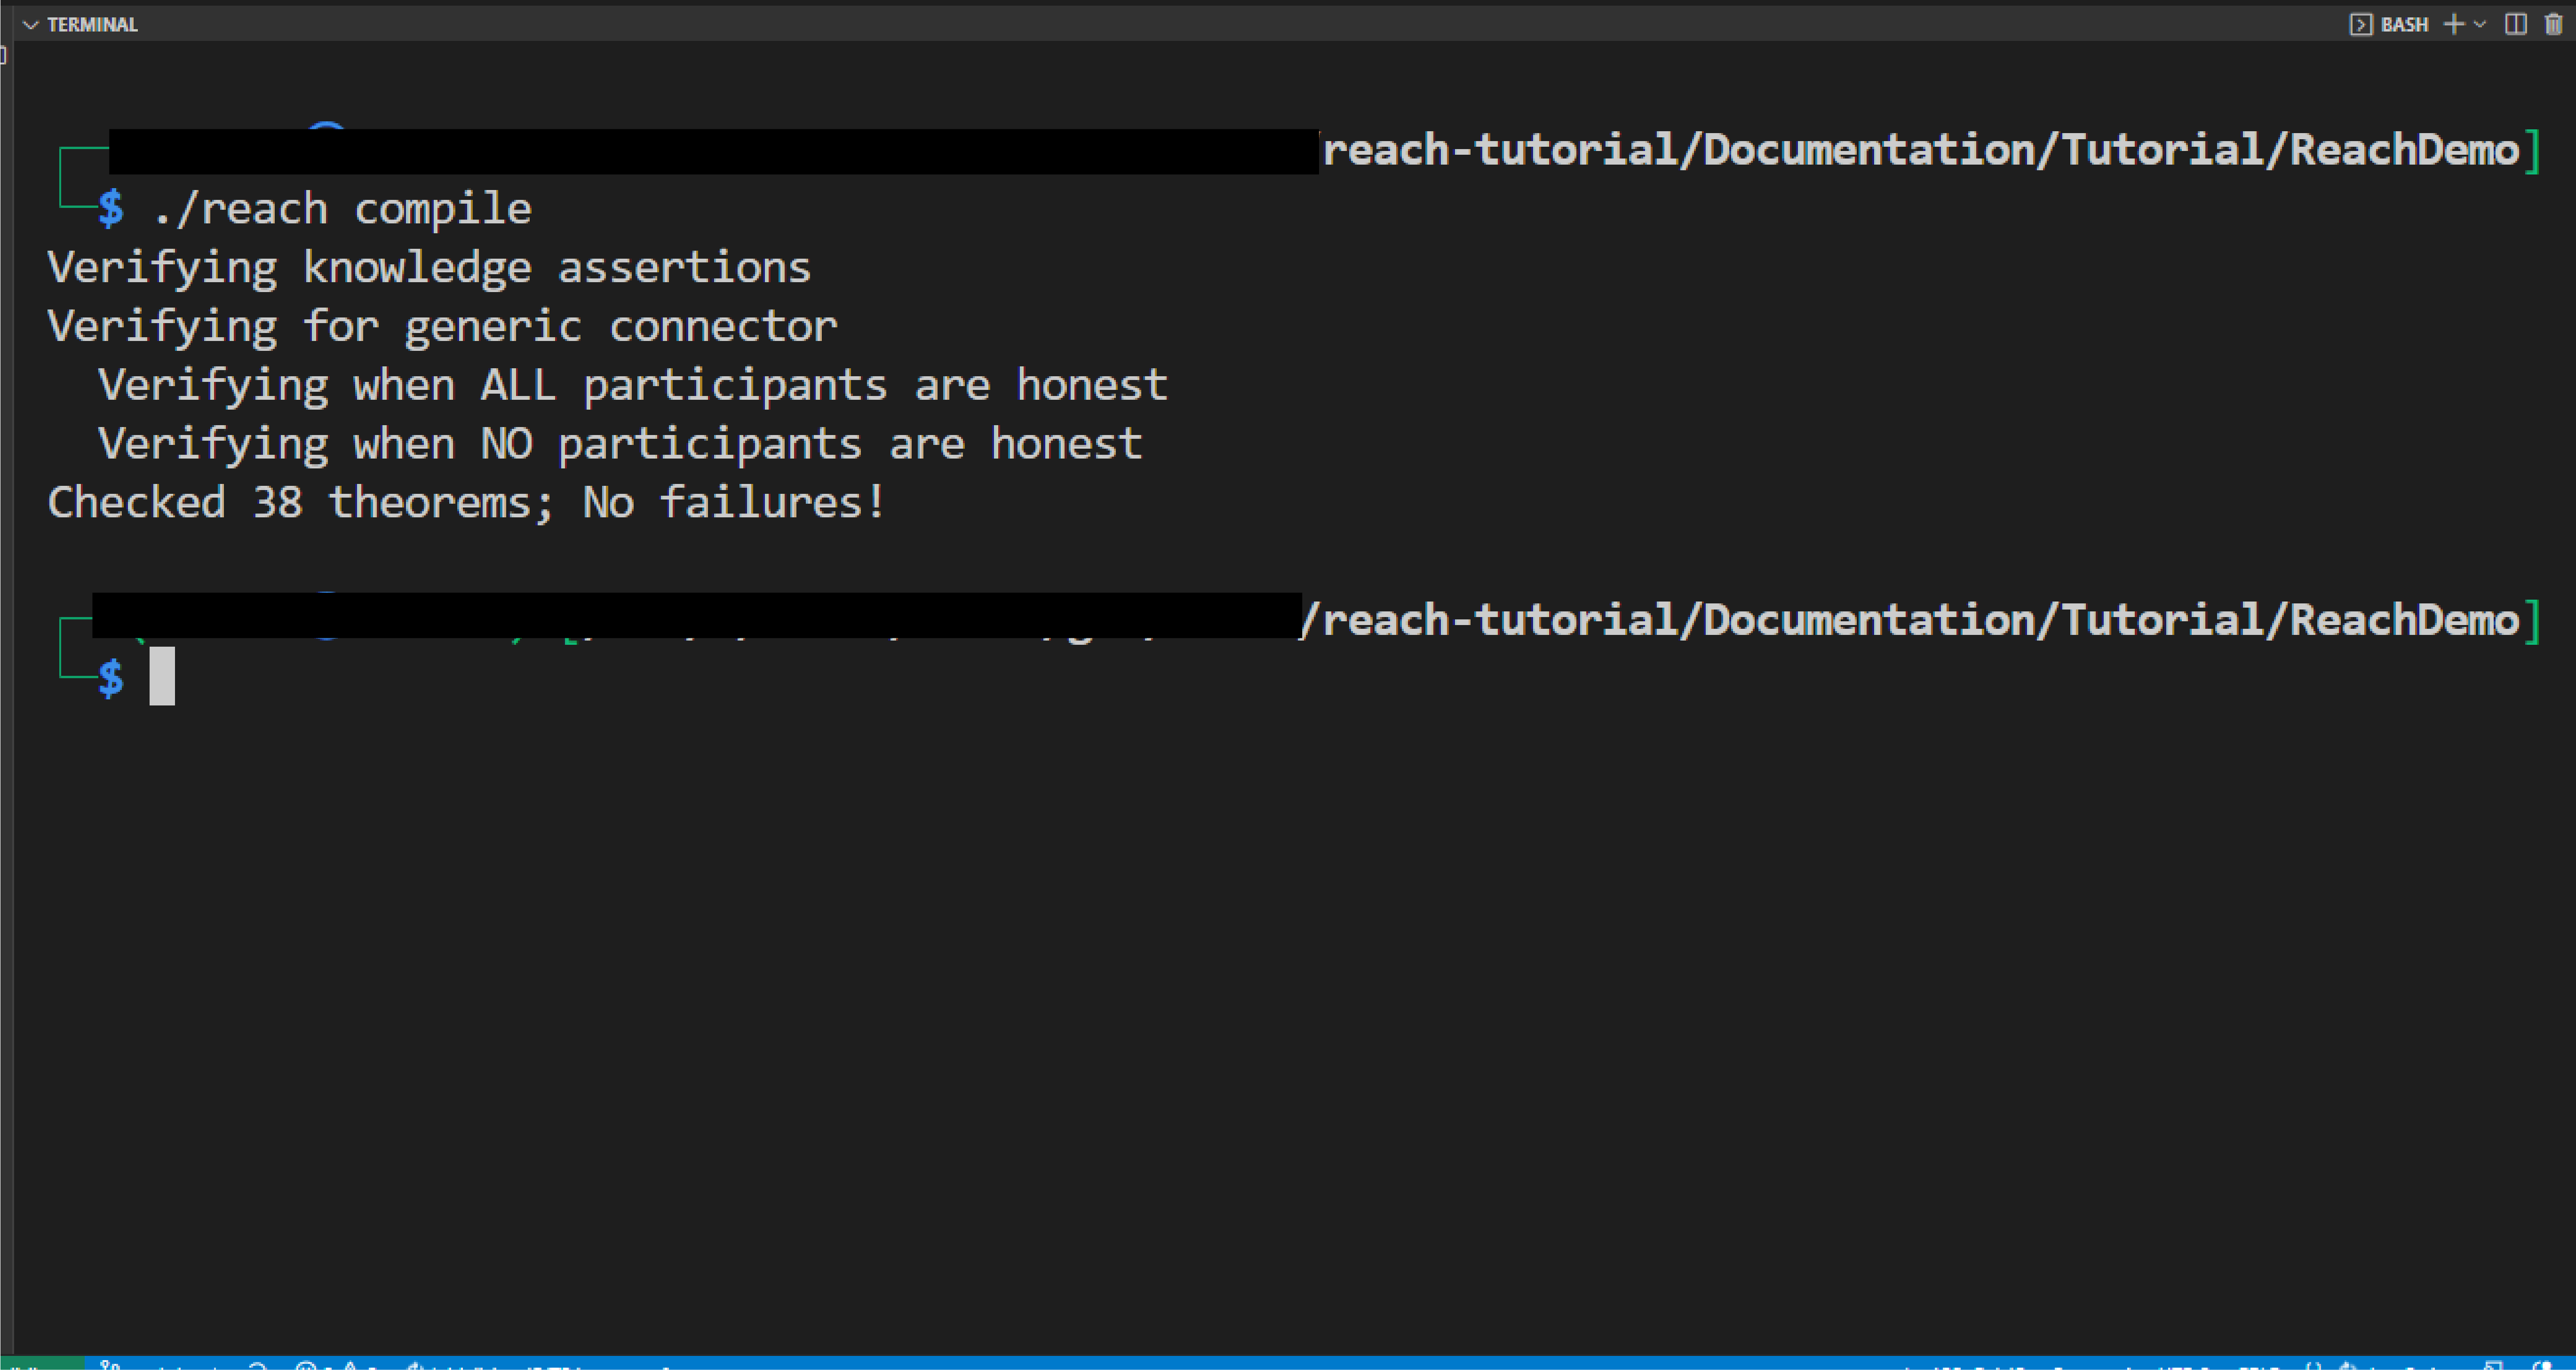 TERMINAL
BASH
/reach-tutorial/Documentation/Tutorial/ReachDemo]
$ ./reach compile
Verifying knowledge assertions
Verifying for generic connector
Verifying when ALL participants are honest
Verifying when NO participants are honest
Checked 38 theorems; No failures!
/reach-tutorial/Documentation/Tutorial/ReachDemo]
$